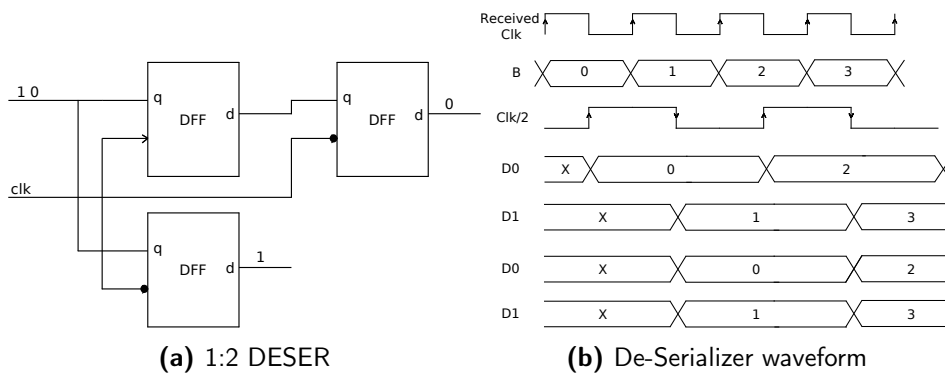 1 0
q
DFF
d
q
DFF
d
0
clk
q
DFF
d
1
(a) 1:2 DESER
Received
Clk
B
0
1
2
3
Clk/2
D0
X
0
2
D1
X
1
3
D0
X
0
2
D1
X
1
3
(b) De-Serializer waveform